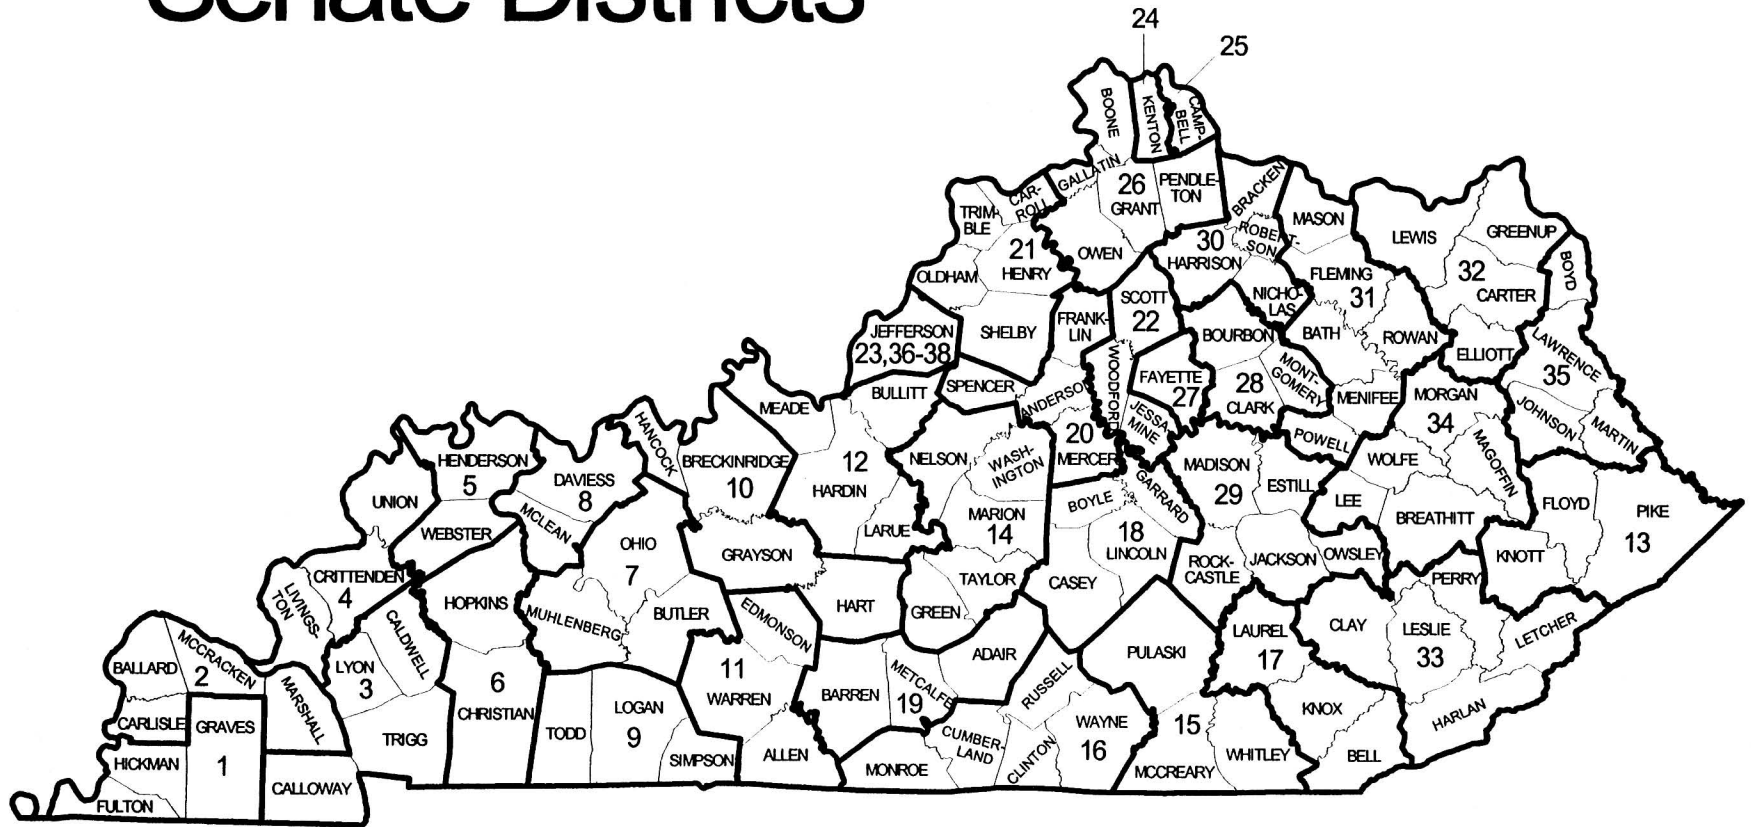 Senate Districts
24
25
BOONE
KENTON
CAMP-
BELL
GALLATIN
26
GRANT
PENDLE-
TON
BRACKEN
CAR-
ROLL
TRIM-
BLE
MASON
ROBERT-
SON
LEWIS
GREENUP
BOYD
OWEN
30
HARRISON
21
HENRY
OLDHAM
FLEMING
31
32
CARTER
NICHO-
LAS
SCOTT
22
FRANK-
LIN
SHELBY
JEFFERSON
23,36-38
BOURBON
BATH
ROWAN
ELLIOTT
LAWRENCE
35
WOODFORD
FAYETTE
27
28
CLARK
MONT-
GOMERY
MENIFEE
MORGAN
34
JOHNSON
MARTIN
BULLITT
SPENCER
ANDERSON
MEADE
JESSA-
MINE
20
MERCER
HANCOCK
BRECKINRIDGE
10
12
HARDIN
NELSON
WASH-
INGTON
MADISON
29
ESTILL
POWELL
WOLFE
MAGOFFIN
HENDERSON
5
DAVIESS
8
UNION
WEBSTER
MCLEAN
LARUE
MARION
14
BOYLE
GARRARD
18
LINCOLN
LEE
BREATHITT
FLOYD
PIKE
13
OHIO
7
GRAYSON
TAYLOR
CASEY
ROCK-
CASTLE
JACKSON
OWSLEY
KNOTT
PERRY
CRITTENDEN
4
LIVINGS-
TON
HOPKINS
MUHLENBERG
BUTLER
EDMONSON
HART
GREEN
CALDWELL
LAUREL
17
CLAY
LESLIE
33
LETCHER
BALLARD
MCCRACKEN
2
LYON
3
6
CHRISTIAN
11
WARREN
BARREN
METCALFE
19
ADAIR
RUSSELL
PULASKI
MARSHALL
CARLISLE
GRAVES
1
TRIGG
TODD
LOGAN
9
SIMPSON
ALLEN
MONROE
CUMBER-
LAND
CLINTON
WAYNE
16
15
MCCREARY
WHITLEY
KNOX
BELL
HARLAN
HICKMAN
FULTON
CALLOWAY